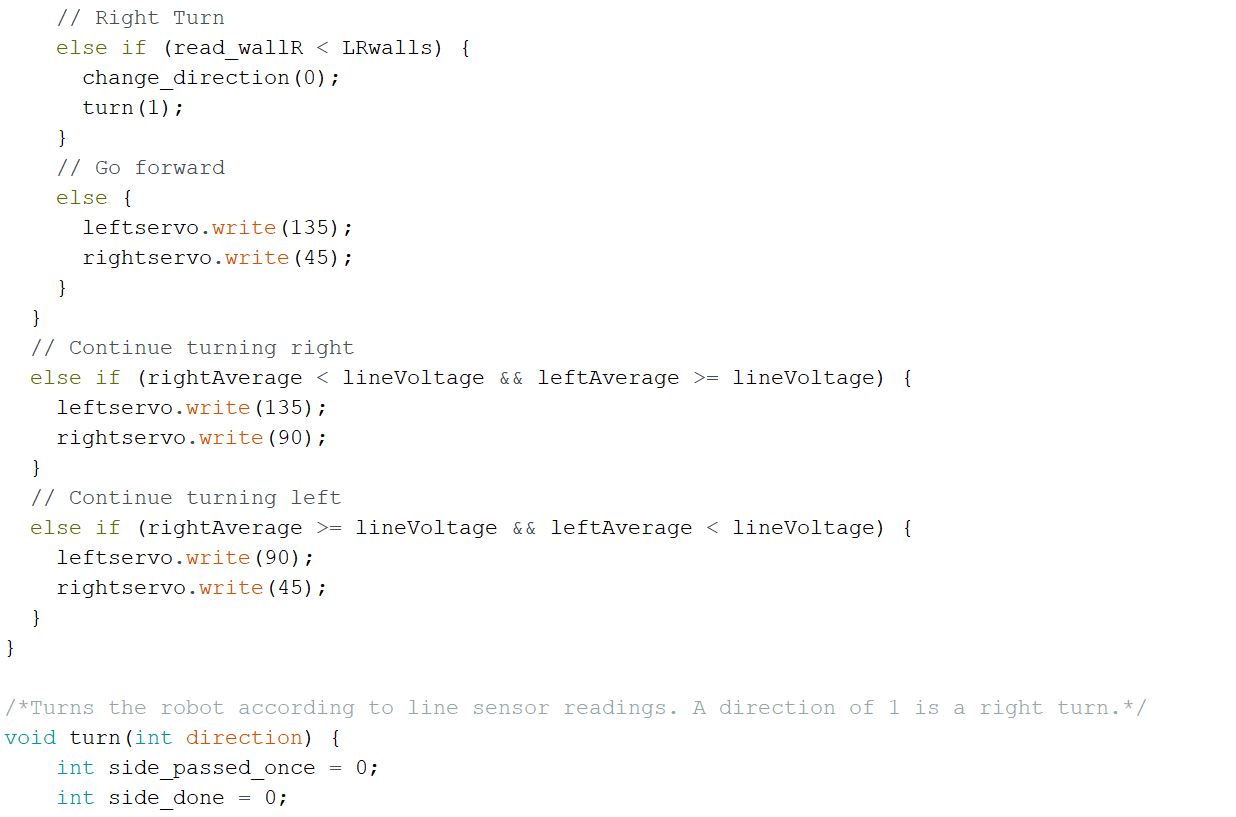 // Right Turn
else if (read_wallR < LRwalls) {
change_direction(0);
turn(1);
}
// Go forward
else {
leftservo.write(135);
rightservo.write(45);
}
}
// Continue turning right
else if (rightAverage < lineVoltage && leftAverage >= lineVoltage) {
leftservo.write(135);
rightservo.write(90);
}
// Continue turning left
else if (rightAverage >= lineVoltage && leftAverage < lineVoltage) {
leftservo.write(90);
rightservo.write(45);
}
}
/*Turns the robot according to line sensor readings. A direction of 1 is a right turn.*/
void turn(int direction) {
int side_passed_once = 0;
int side_done = 0;